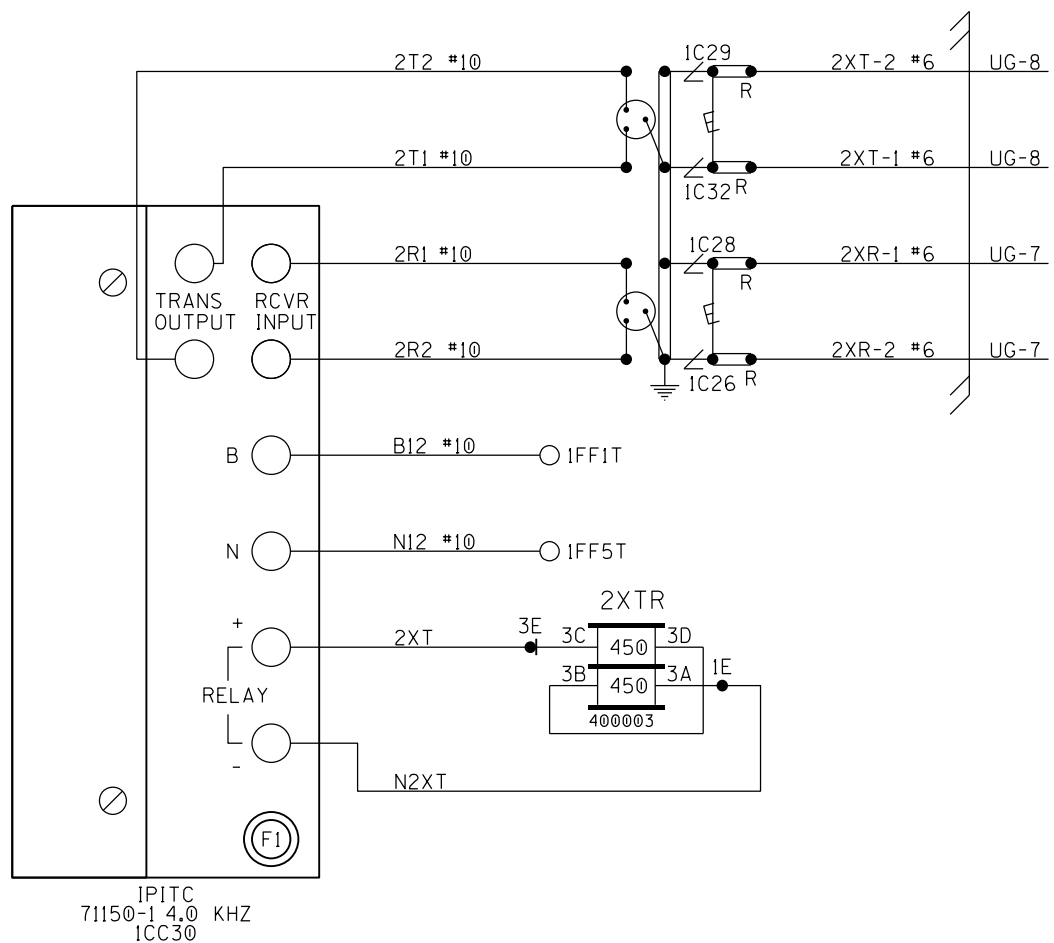 2T2 #10
1C29
2XT-2 #6
UG-8
R
E
2T1 #10
2XT-1 #6
UG-8
1C32
R
2R1 #10
1C28
2XR-1 #6
UG-7
R
TRANS OUTPUT
RCVR INPUT
E
2R2 #10
2XR-2 #6
UG-7
1C26
R
B
B12 #10
1FF1T
N
N12 #10
1FF5T
2XTR
+
2XT
3E
3C
450
3D
RELAY
3B
450
3A
1E
400003
-
N2XT
F1
IPITC
71150-1 4.0 KHZ
1CC30